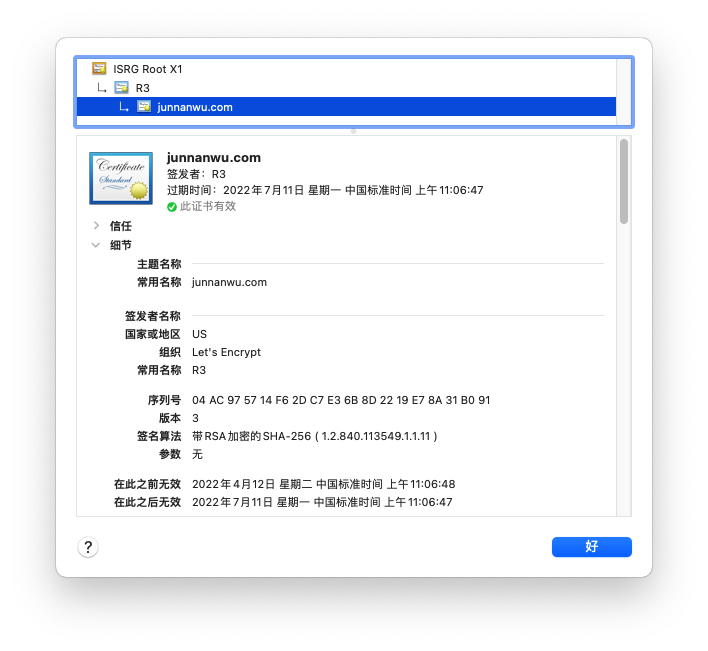 ISRG Root X1
R3
junnanwu.com
Certificate
Standard
junnanwu.com
签发者：R3
过期时间：2022年7月11日 星期一 中国标准时间 上午11:06:47
此证书有效
信任
细节
主题名称
常用名称 junnanwu.com
签发者名称
国家或地区 US
组织 Let's Encrypt
常用名称 R3
序列号 04 AC 97 57 14 F6 2D C7 E3 6B 8D 22 19 E7 8A 31 B0 91
版本 3
签名算法 带RSA加密的SHA-256 ( 1.2.840.113549.1.1.11 )
参数 无
在此之前无效 2022年4月12日 星期二 中国标准时间 上午11:06:48
在此之后无效 2022年7月11日 星期一 中国标准时间 上午11:06:47
?
好